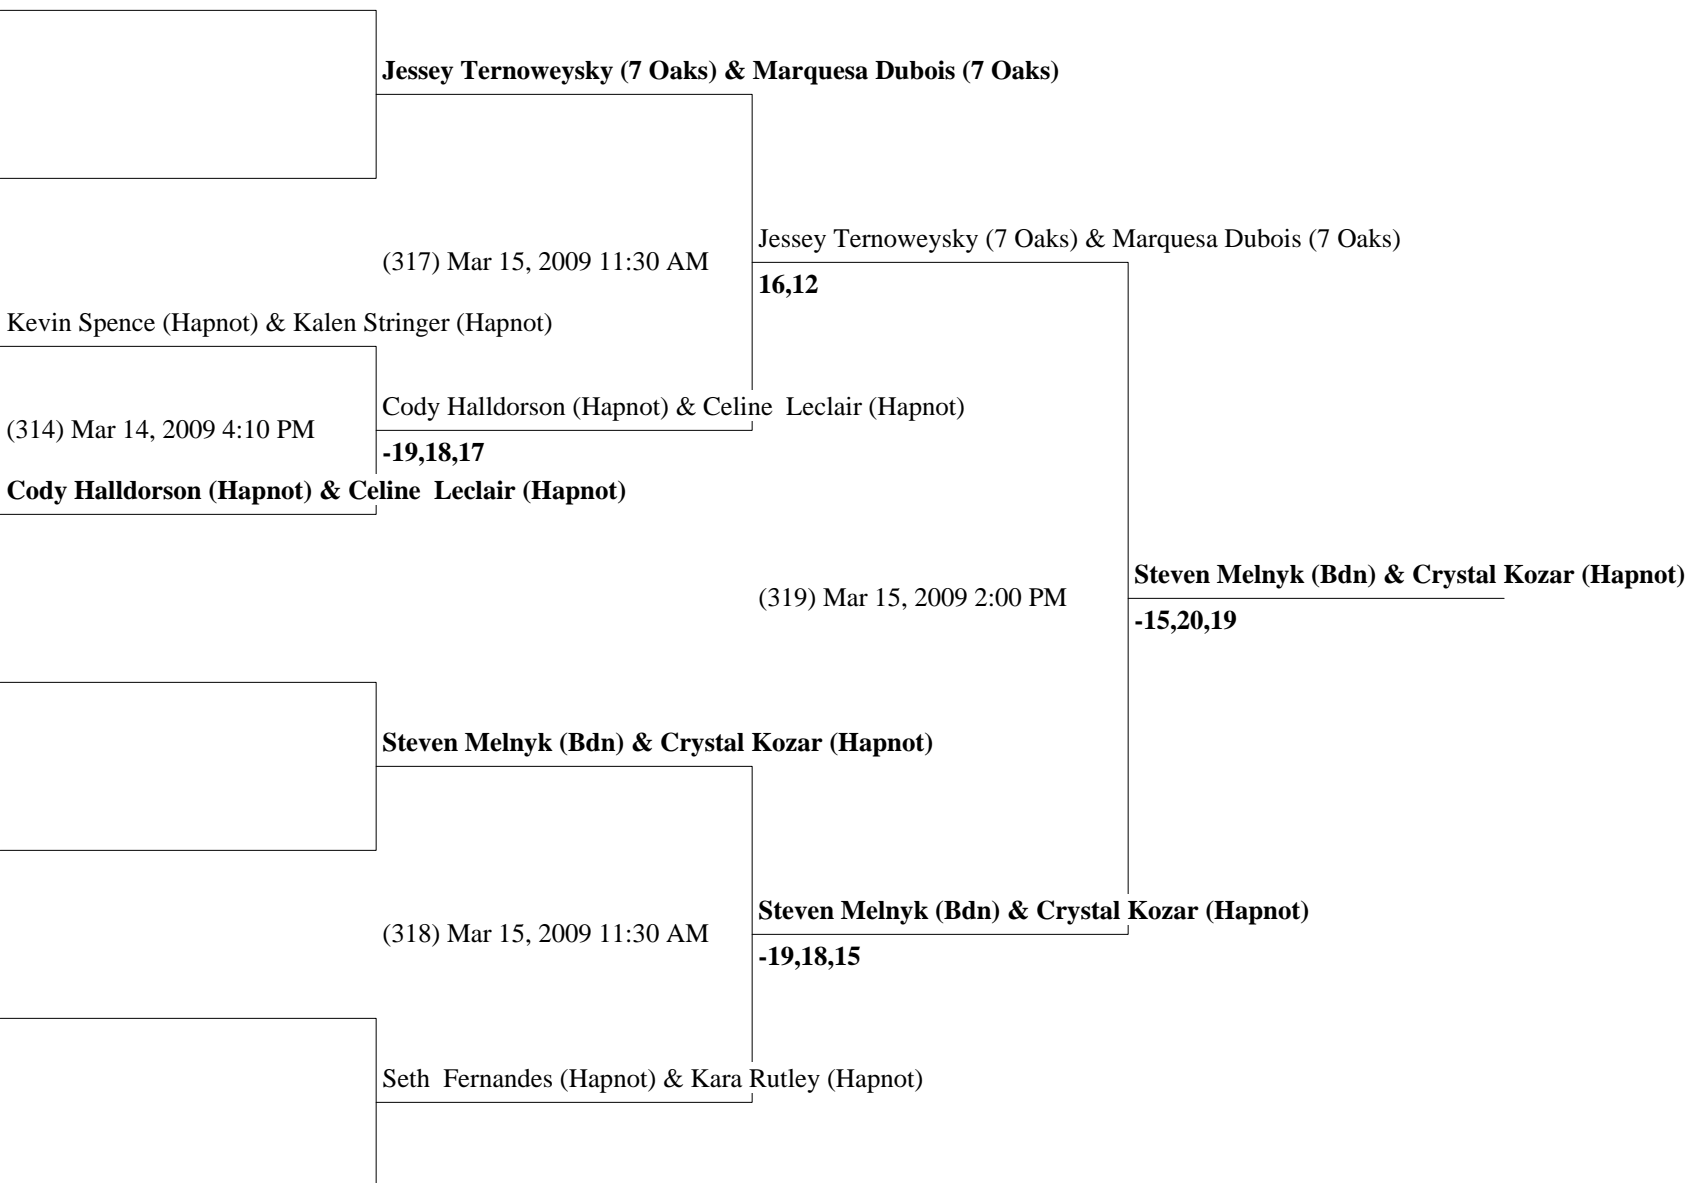 Jessey Ternoweysky (7 Oaks) & Marquesa Dubois (7 Oaks)
Jessey Ternoweysky (7 Oaks) & Marquesa Dubois (7 Oaks)
(317) Mar 15, 2009 11:30 AM
16,12
Kevin Spence (Hapnot) & Kalen Stringer (Hapnot)
Cody Halldorson (Hapnot) & Celine  Leclair (Hapnot)
(314) Mar 14, 2009 4:10 PM
-19,18,17
Cody Halldorson (Hapnot) & Celine  Leclair (Hapnot)
Steven Melnyk (Bdn) & Crystal Kozar (Hapnot)
(319) Mar 15, 2009 2:00 PM
-15,20,19
Steven Melnyk (Bdn) & Crystal Kozar (Hapnot)
Steven Melnyk (Bdn) & Crystal Kozar (Hapnot)
(318) Mar 15, 2009 11:30 AM
-19,18,15
Seth  Fernandes (Hapnot) & Kara Rutley (Hapnot)